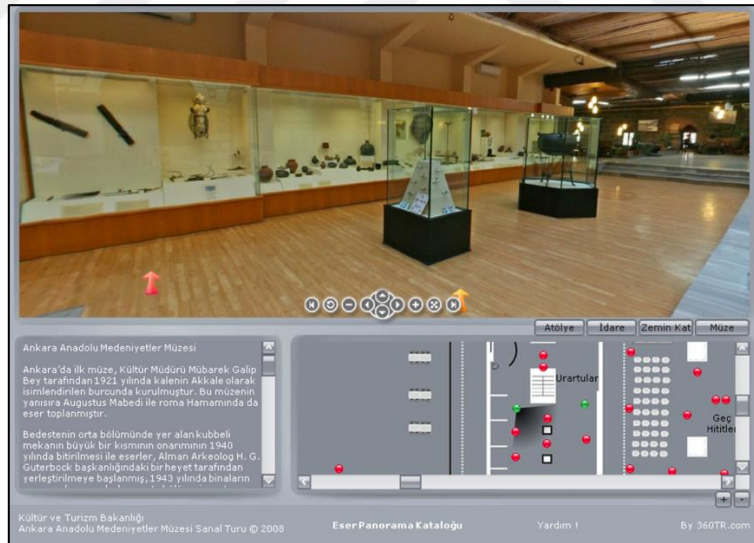 Atölye
İdare
Zemin Kat
Müze
Ankara Anadolu Medeniyetler Müzesi
Ankara'da ilk müze, Kültür Müdürü Mübarek Galip
Bey tarafından 1921 yılında kalenin Akkale olarak
isimlendirilen burcunda kurulmuştur. Bu müzenin
yanısıra Augustus Mabedi ile roma Hamamında da
eser toplanmıştır.
Bedestenin orta bölümünde yer alan kubbeli
mekanın büyük bir kısmının onarımının 1940
yılında bitirilmesi ile eserler, Alman Arkeolog H. G.
Guterbock başkanlığındaki bir heyet tarafından
yerleştirilmeye başlanmış, 1943 yılında binaların
Urartular
Geç
Hititler
+ -
Kültür ve Turizm Bakanlığı
Ankara Anadolu Medeniyetler Müzesi Sanal Turu © 2008
Eser Panorama Kataloğu
Yardım !
By 360TR.com